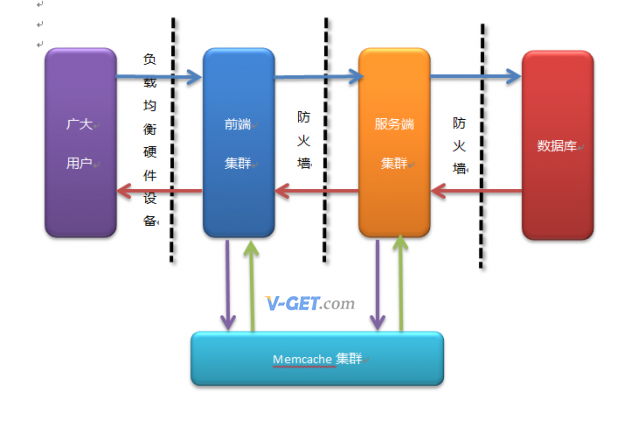 广大
用户
负
载
均
衡
硬
件
设
备
前端
集群
防
火
墙
服务端
集群
防
火
墙
数据库
V-GET.com
Memcache 集群